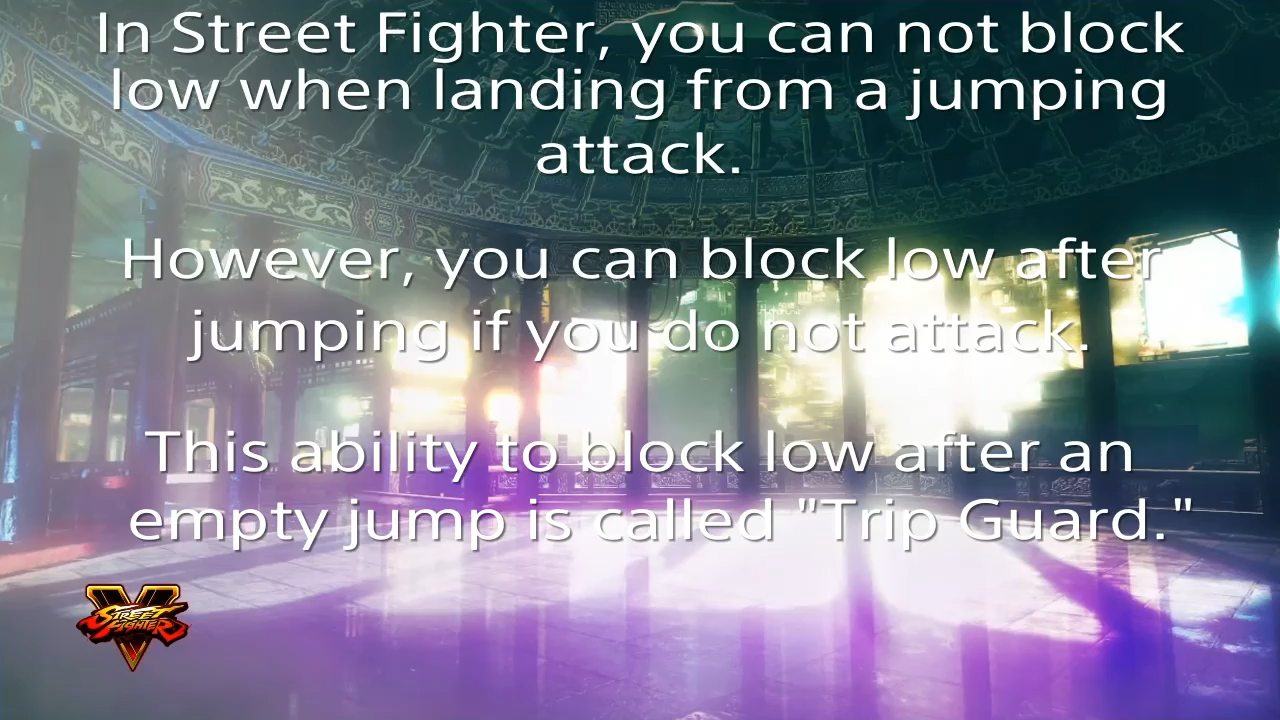 In Street Fighter, you can not block
low when landing from a jumping
attack.
However, you can block low after
jumping if you do not attack.
This ability to block low after an
empty jump is called "Trip Guard."
STREET
FIGHTER
V